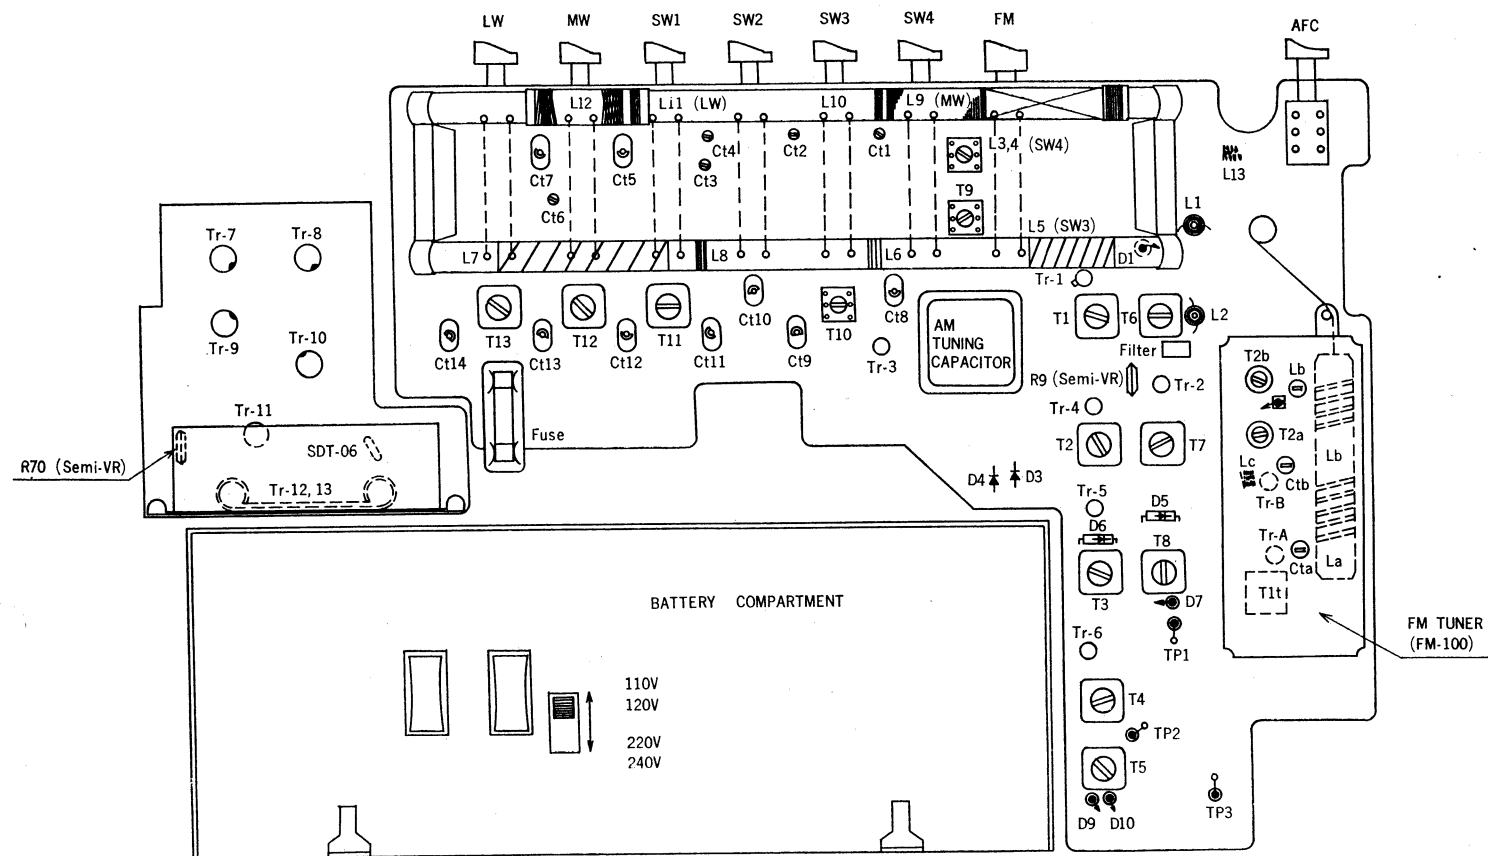 LW MW SW1 SW2 SW3 SW4 FM AFC
L12 Li1 (LW) L10 L9 (MW)
Ct7 Ct5 Ct4 Ct3 Ct2 Ct1 L3,4 (SW4)
L13
Ct6 T9 L1
L5 (SW3)
Tr-7 Tr-8
L7 L8 L6 D1
Tr-1
Tr-9 Tr-10
T13 T12 T11 Ct10 T10 Ct8
AM
TUNING
CAPACITOR
T1 T6 L2
Ct14 Ct13 Ct12 Ct11 Ct9 Tr-3
Filter
R9 (Semi-VR) Tr-2
T2b Lb
Tr-4
Tr-11
Fuse
T2 T7 T2a
SDT-06
R70 (Semi-VR)
Tr-12, 13
Lb
Lc Ctb
D4 D3
Tr-5 D5 Tr-B
D6 T8 Tr-A
Cta La
T3 D7 T1t
BATTERY COMPARTMENT
FM TUNER
(FM-100)
Tr-6 TP1
110V
120V
220V
240V
T4
TP2
T5
D9 D10 TP3